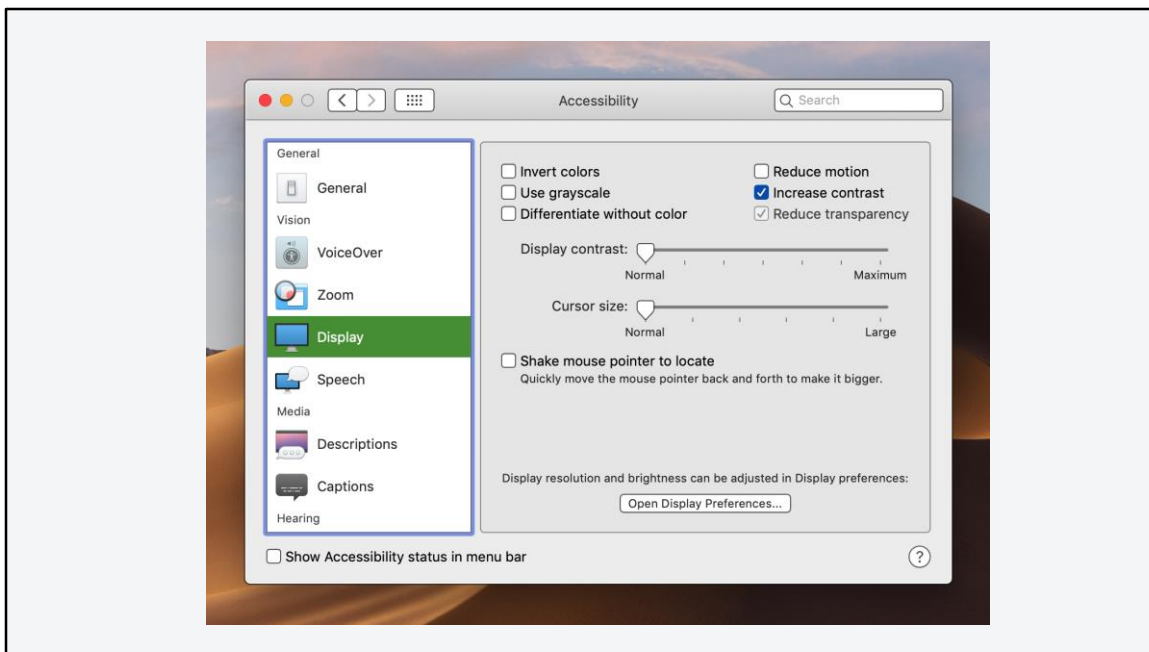 Accessibility
Search
General
General
Vision
VoiceOver
Zoom
Display
Speech
Media
Descriptions
Captions
Hearing
Invert colors
Use grayscale
Differentiate without color
Reduce motion
Increase contrast
Reduce transparency
Display contrast:
Normal Maximum
Cursor size:
Normal Large
Shake mouse pointer to locate
Quickly move the mouse pointer back and forth to make it bigger.
Display resolution and brightness can be adjusted in Display preferences:
Open Display Preferences...
Show Accessibility status in menu bar
?